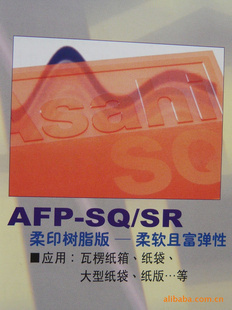 Asahi
SQ
AFP-SQ/SR
柔印树脂版 — 柔软且富弹性
■应用：瓦楞纸箱、纸袋、
大型纸袋、纸版…等
alibaba.com.cn